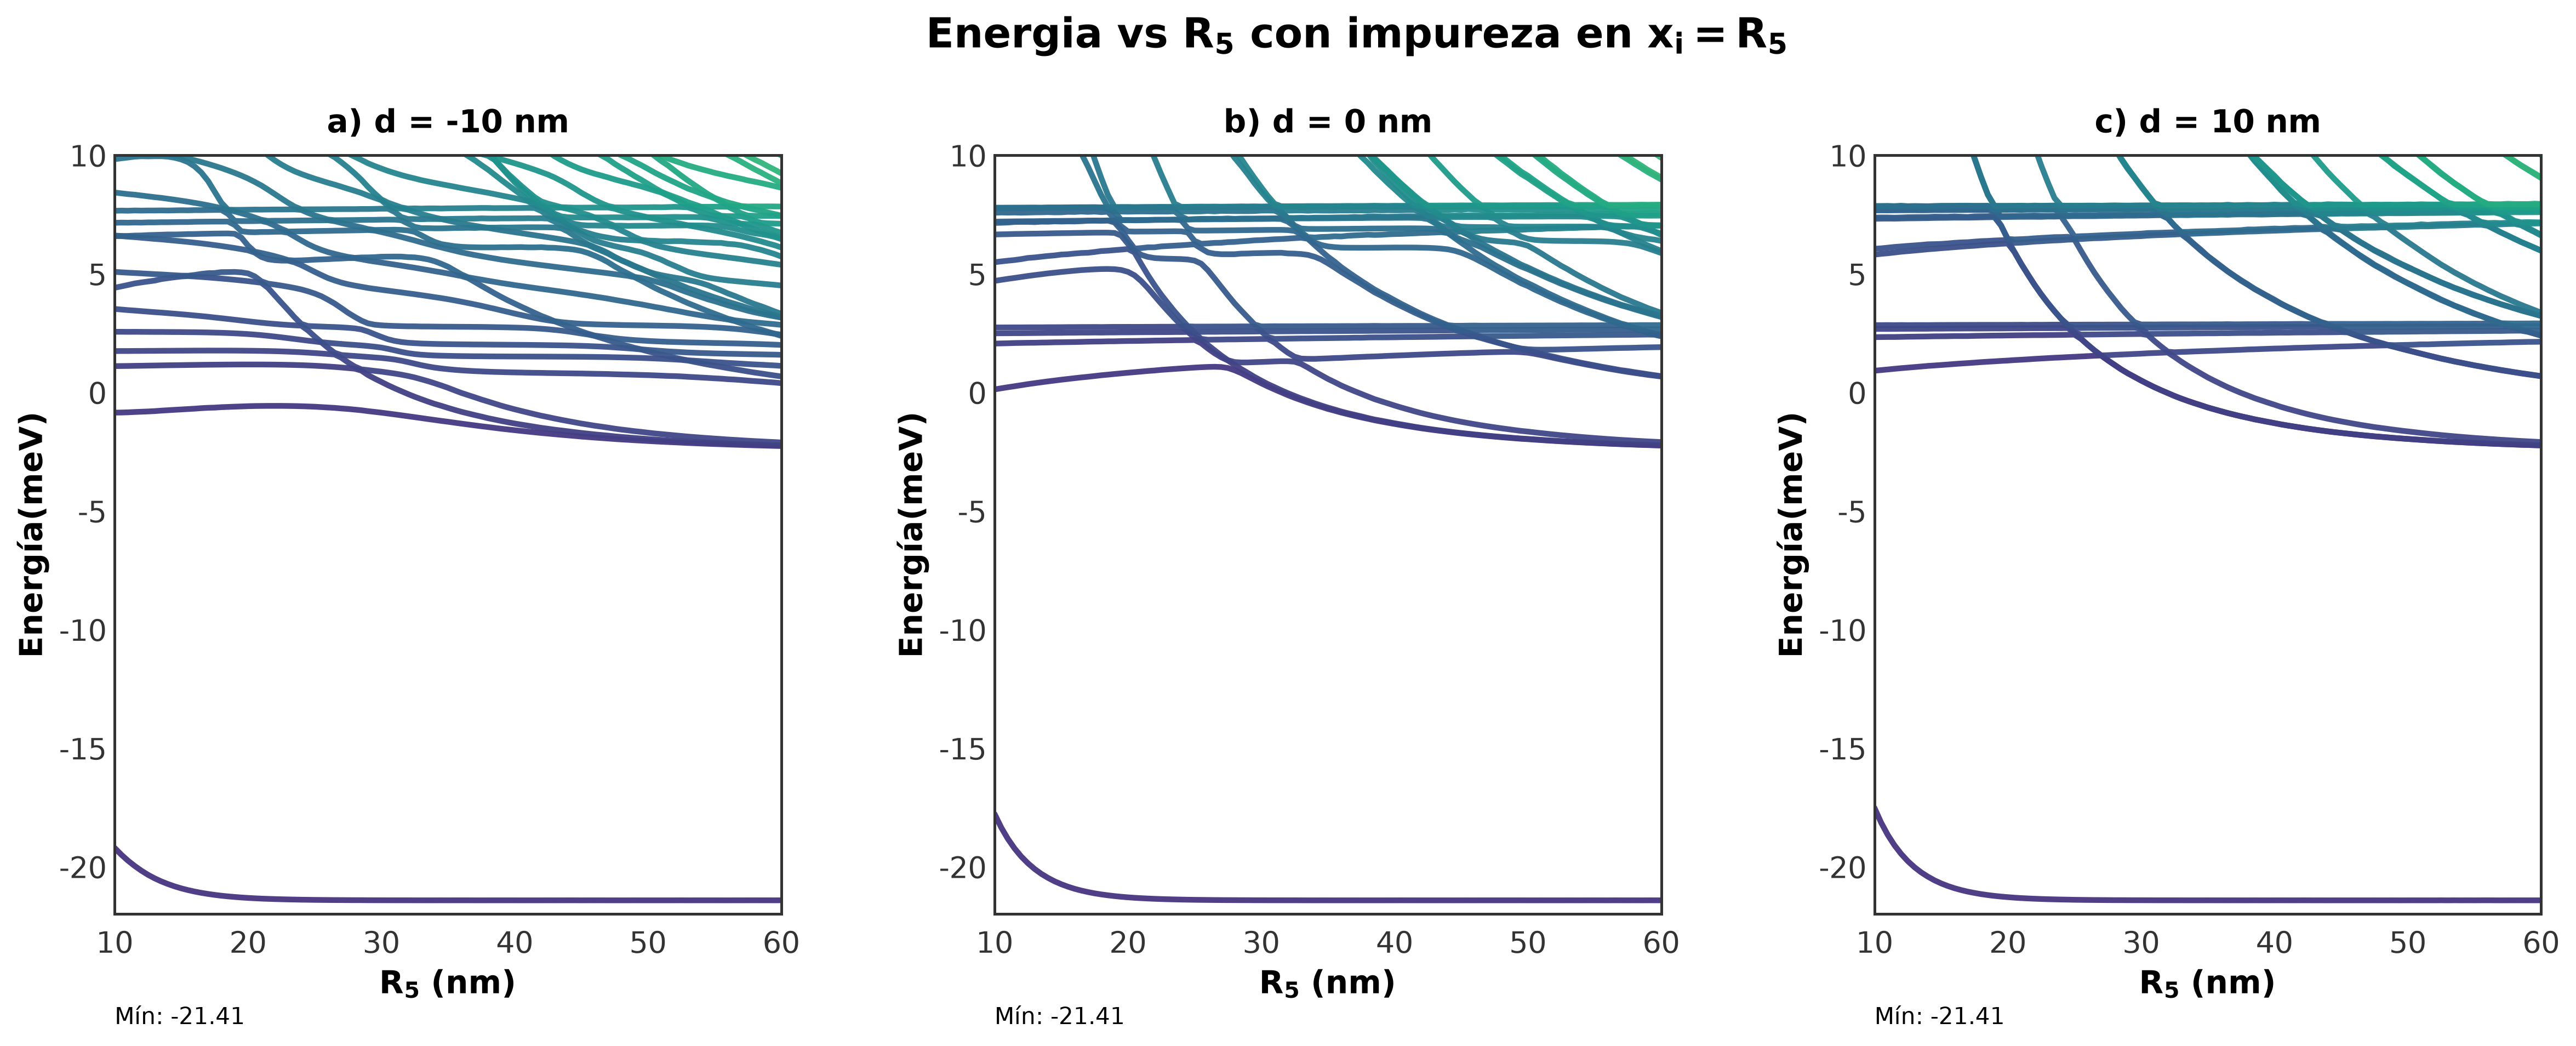 Energia vs R₅ con impureza en xᵢ = R₅
a) d = -10 nm
10
5
0
-5
-10
-15
-20
Energía(meV)
10 20 30 40 50 60
R₅ (nm)
Mín: -21.41
b) d = 0 nm
10
5
0
-5
-10
-15
-20
Energía(meV)
10 20 30 40 50 60
R₅ (nm)
Mín: -21.41
c) d = 10 nm
10
5
0
-5
-10
-15
-20
Energía(meV)
10 20 30 40 50 60
R₅ (nm)
Mín: -21.41